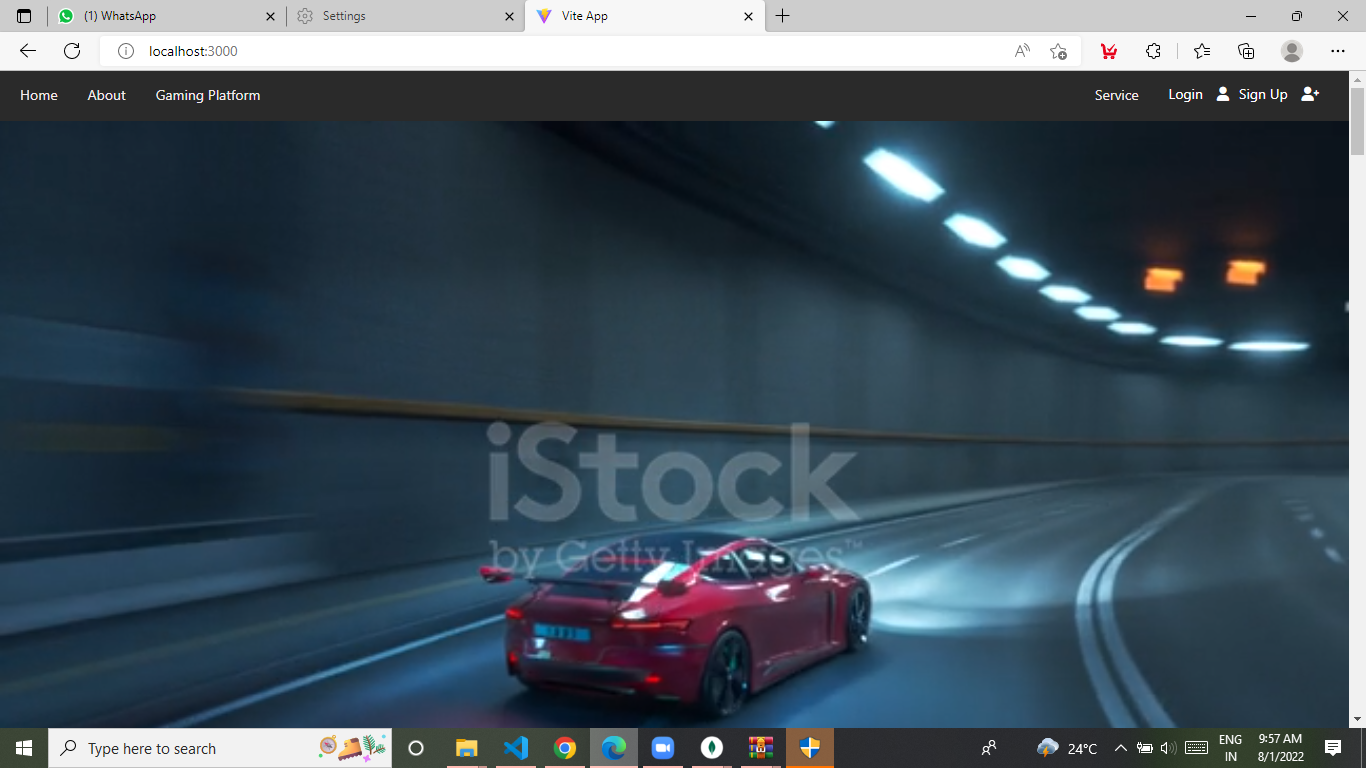 (1) WhatsApp
Settings
Vite App
localhost:3000
Home About Gaming Platform Service Login Sign Up
iStock
by Getty Images™
Type here to search
24°C
ENG
IN
9:57 AM
8/1/2022